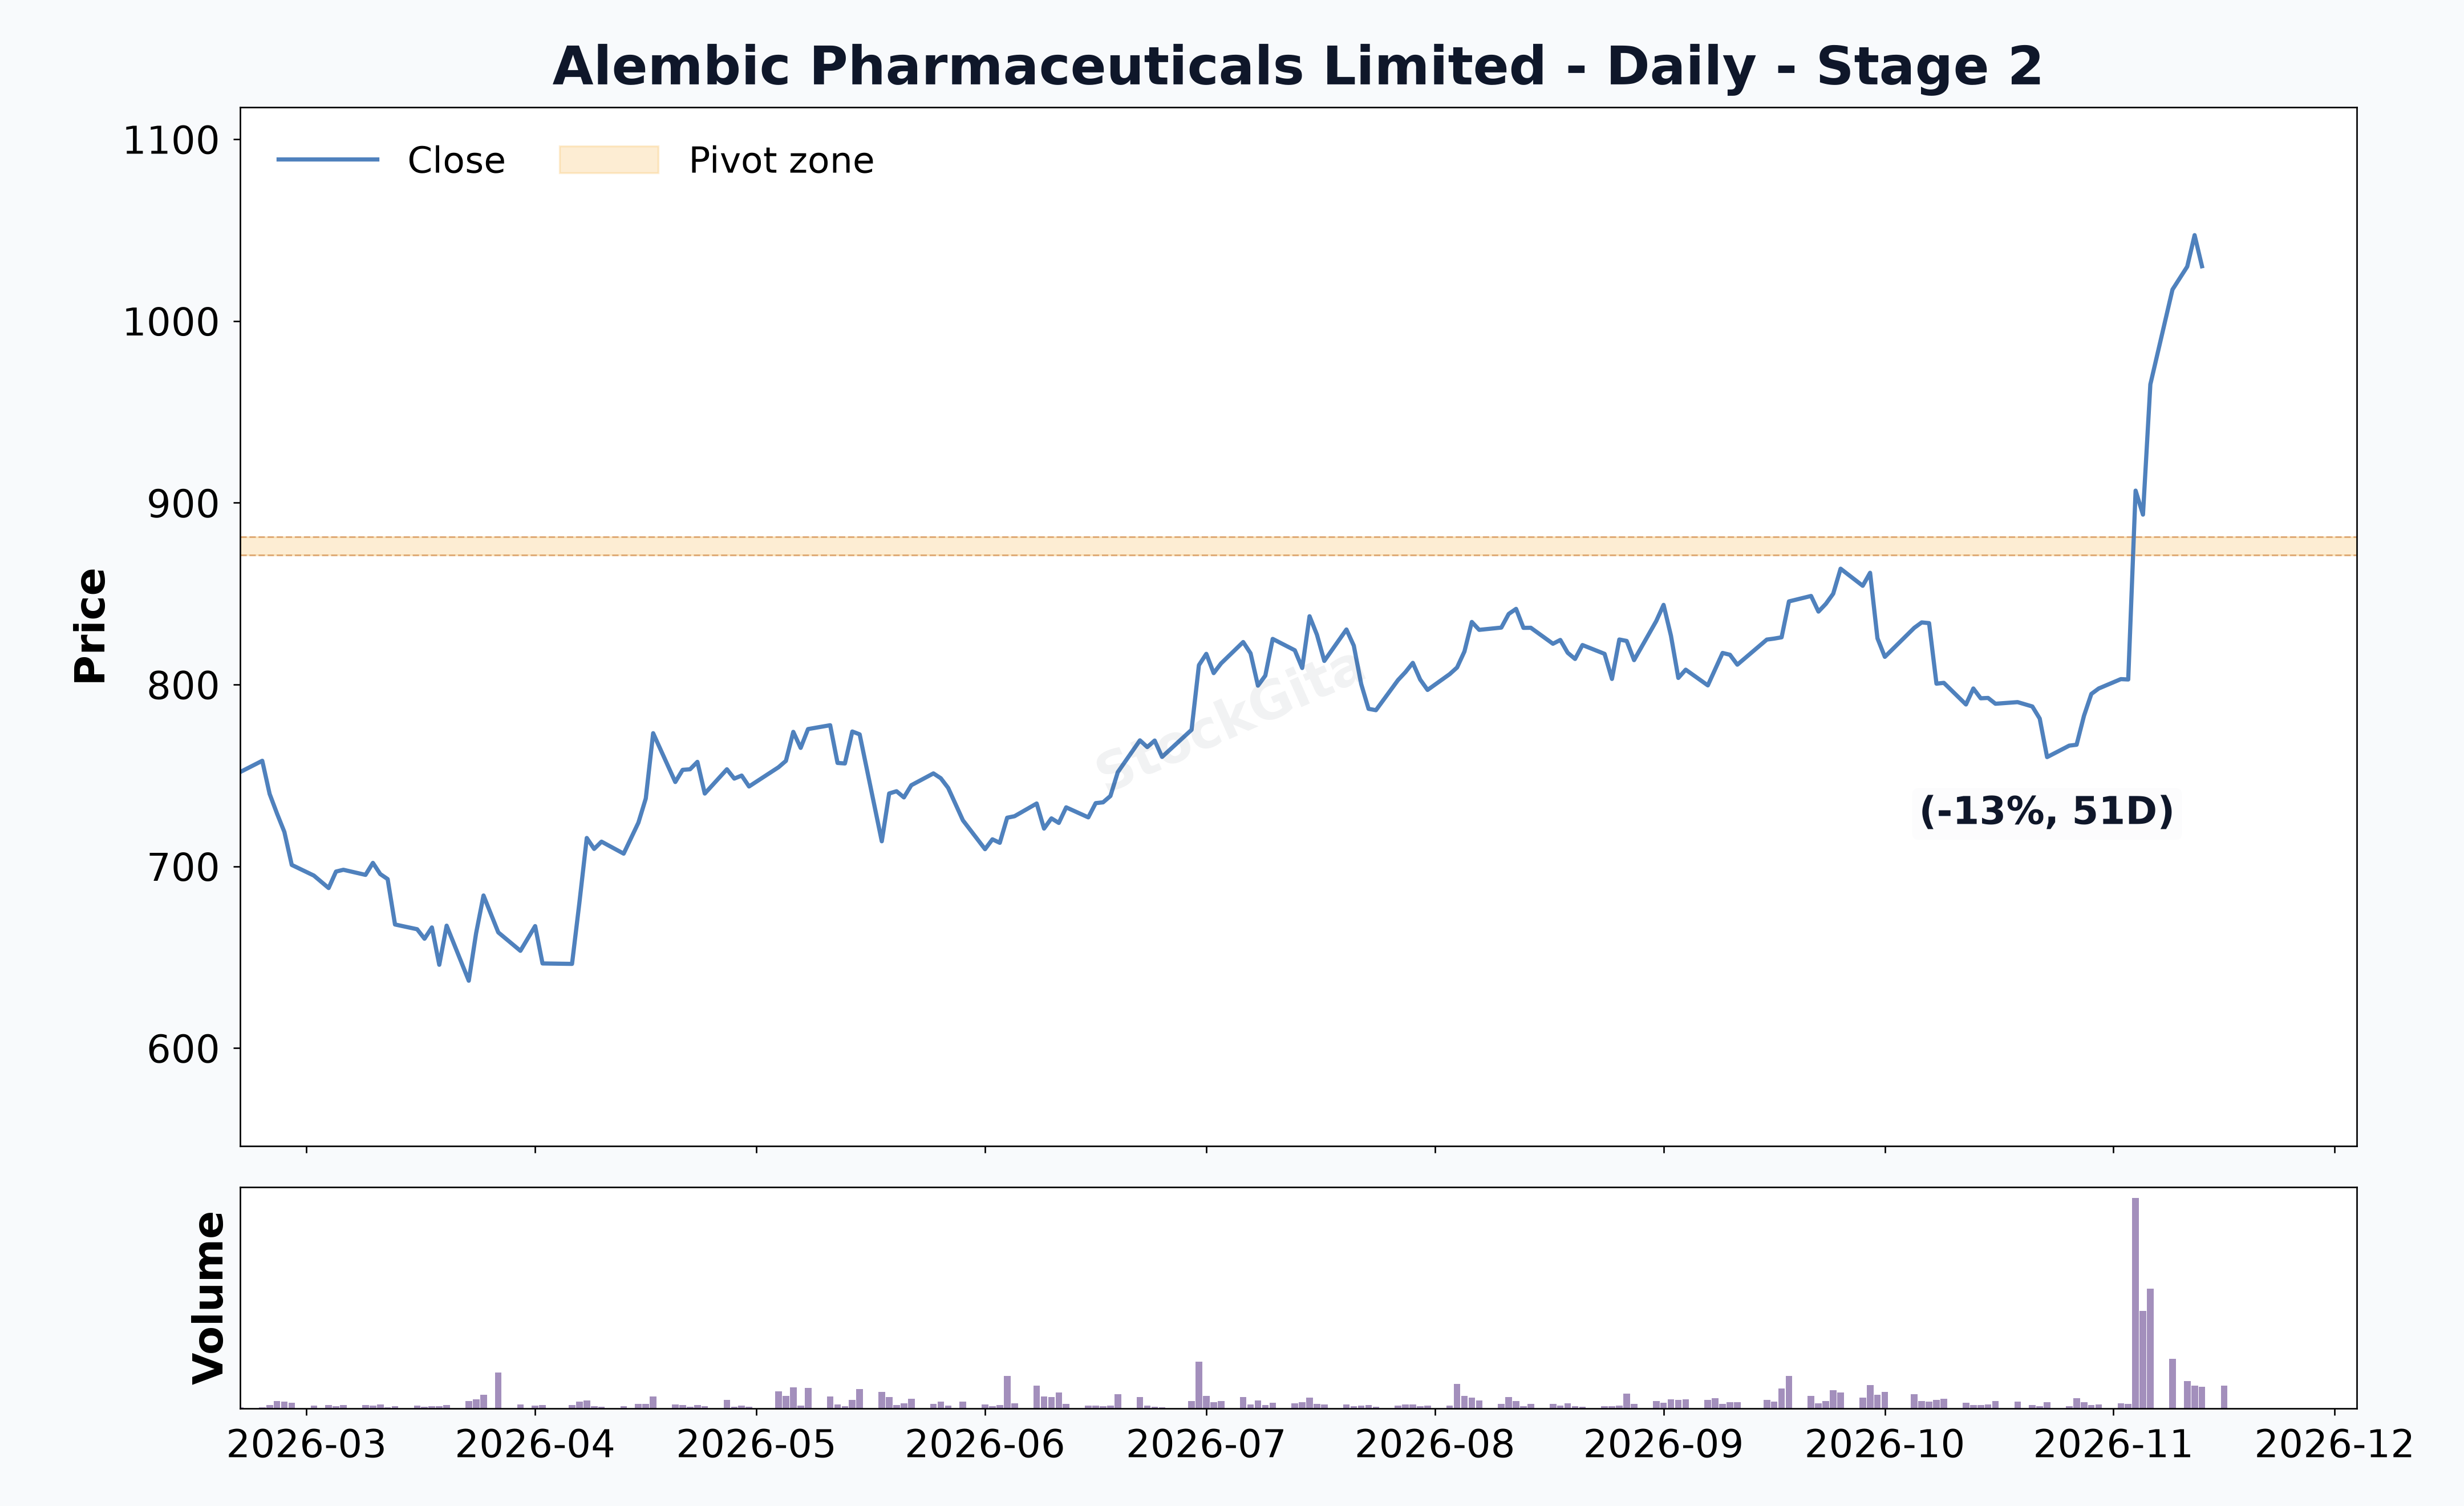 Alembic Pharmaceuticals Limited - Daily - Stage 2
1100
1000
900
800
700
600
Price
Close
Pivot zone
StockGita
(-13%, 51D)
Volume
2026-03
2026-04
2026-05
2026-06
2026-07
2026-08
2026-09
2026-10
2026-11
2026-12